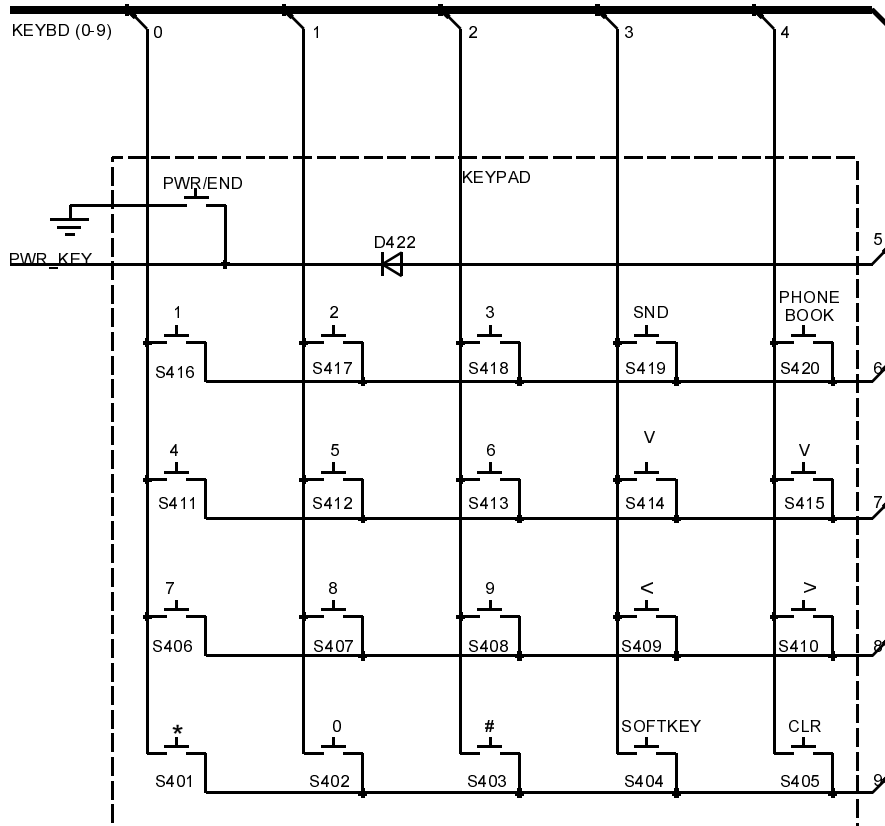 KEYBD (0-9)
0
1
2
3
4
PWR/END
KEYPAD
D422
5
PWR_KEY
1
2
3
SND
PHONE
BOOK
S416
S417
S418
S419
S420
6
4
5
6
V
V
S411
S412
S413
S414
S415
7
7
8
9
<
>
S406
S407
S408
S409
S410
8
*
0
#
SOFTKEY
CLR
S401
S402
S403
S404
S405
9